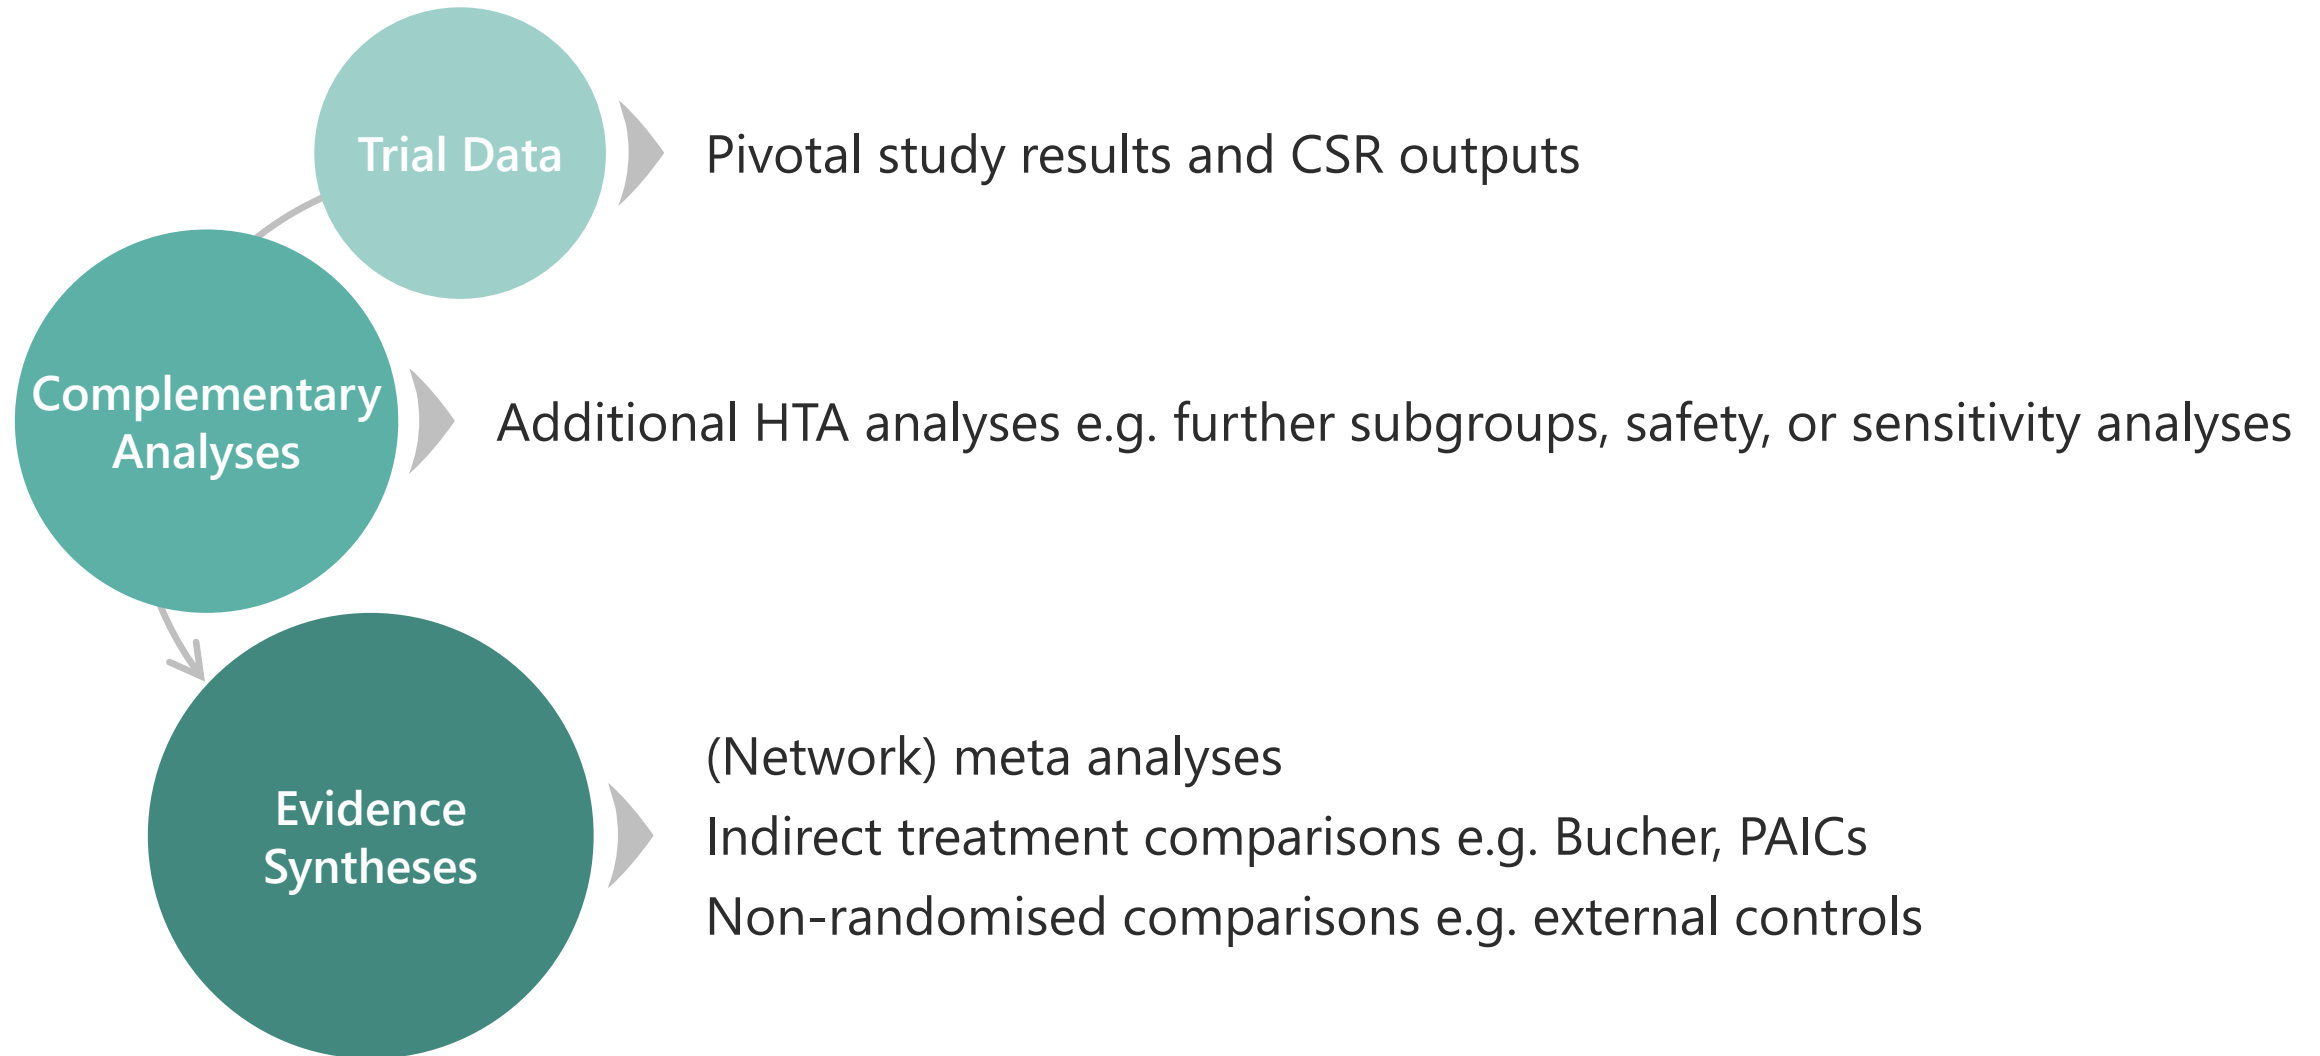 Trial Data
Pivotal study results and CSR outputs
Complementary
Analyses
Additional HTA analyses e.g. further subgroups, safety, or sensitivity analyses
Evidence
Syntheses
(Network) meta analyses
Indirect treatment comparisons e.g. Bucher, PAICs
Non-randomised comparisons e.g. external controls